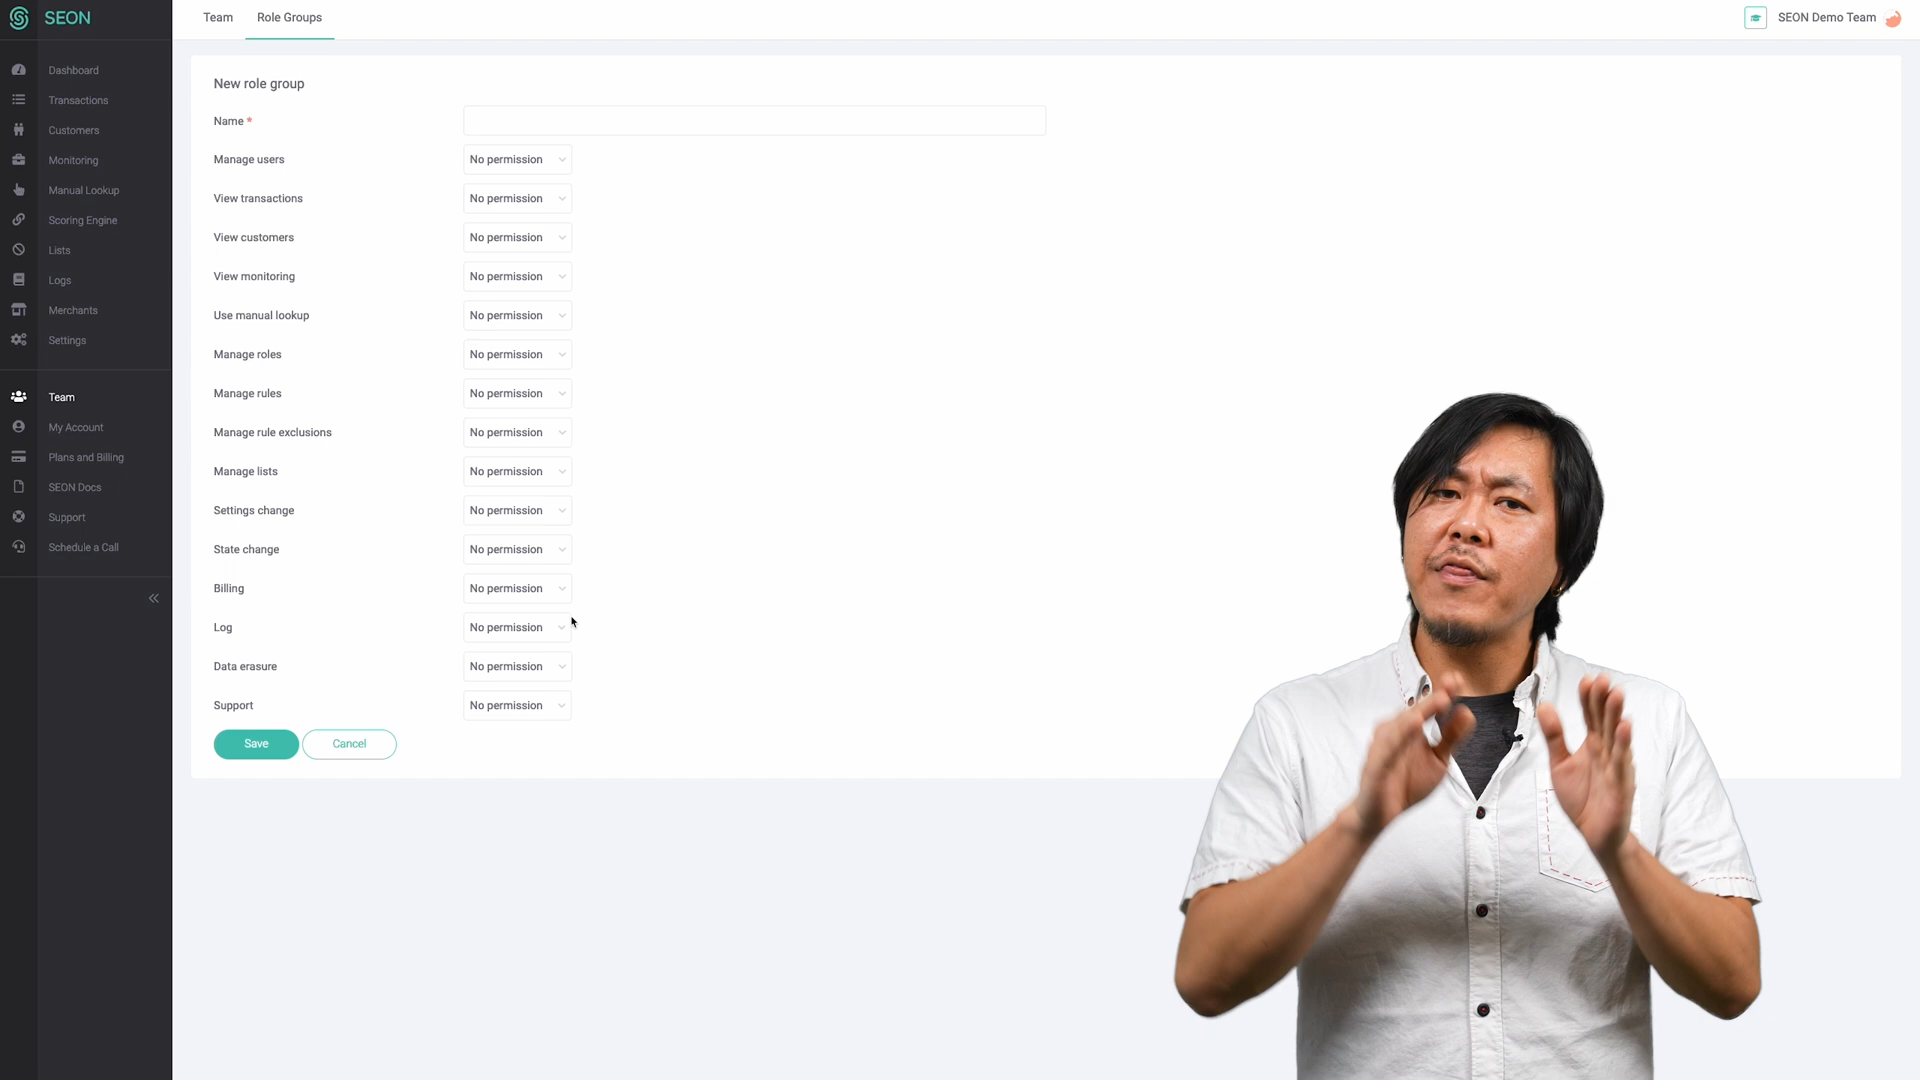 SEON
Team
Role Groups
SEON Demo Team
Dashboard
Transactions
Customers
Monitoring
Manual Lookup
Scoring Engine
Lists
Logs
Merchants
Settings
Team
My Account
Plans and Billing
SEON Docs
Support
Schedule a Call
New role group
Name *
Manage users No permission
View transactions No permission
View customers No permission
View monitoring No permission
Use manual lookup No permission
Manage roles No permission
Manage rules No permission
Manage rule exclusions No permission
Manage lists No permission
Settings change No permission
State change No permission
Billing No permission
Log No permission
Data erasure No permission
Support No permission
Save Cancel